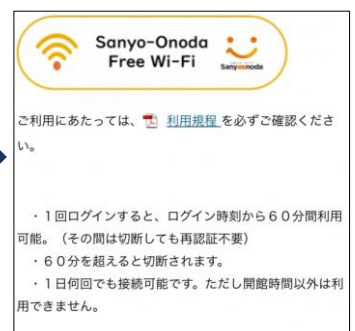 Sanyo-Onoda
Free Wi-Fi
Sanyoonoda
ご利用にあたっては、 利用規程 を必ずご確認くださ
い。
・１回ログインすると、ログイン時刻から６０分間利用
可能。（その間は切断しても再認証不要）
・６０分を超えると切断されます。
・１日何回でも接続可能です。ただし開館時間以外は利
用できません。